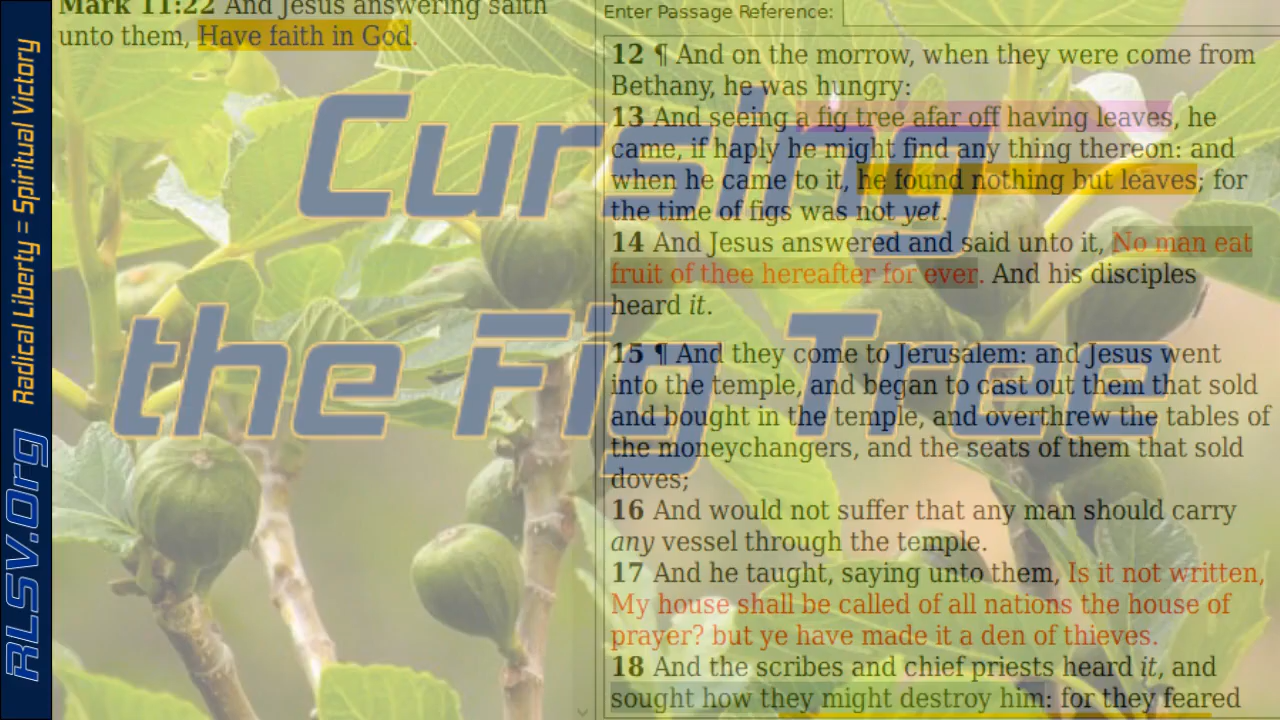 RLSV.Org Radical Liberty = Spiritual Victory
Mark 11:22 And Jesus answering saith
unto them, Have faith in God.
Cursing
the Fig Tree
Enter Passage Reference:
12 ¶ And on the morrow, when they were come from
Bethany, he was hungry:
13 And seeing a fig tree afar off having leaves, he
came, if haply he might find any thing thereon: and
when he came to it, he found nothing but leaves; for
the time of figs was not yet.
14 And Jesus answered and said unto it, No man eat
fruit of thee hereafter for ever. And his disciples
heard it.
15 ¶ And they come to Jerusalem: and Jesus went
into the temple, and began to cast out them that sold
and bought in the temple, and overthrew the tables of
the moneychangers, and the seats of them that sold
doves;
16 And would not suffer that any man should carry
any vessel through the temple.
17 And he taught, saying unto them, Is it not written,
My house shall be called of all nations the house of
prayer? but ye have made it a den of thieves.
18 And the scribes and chief priests heard it, and
sought how they might destroy him: for they feared